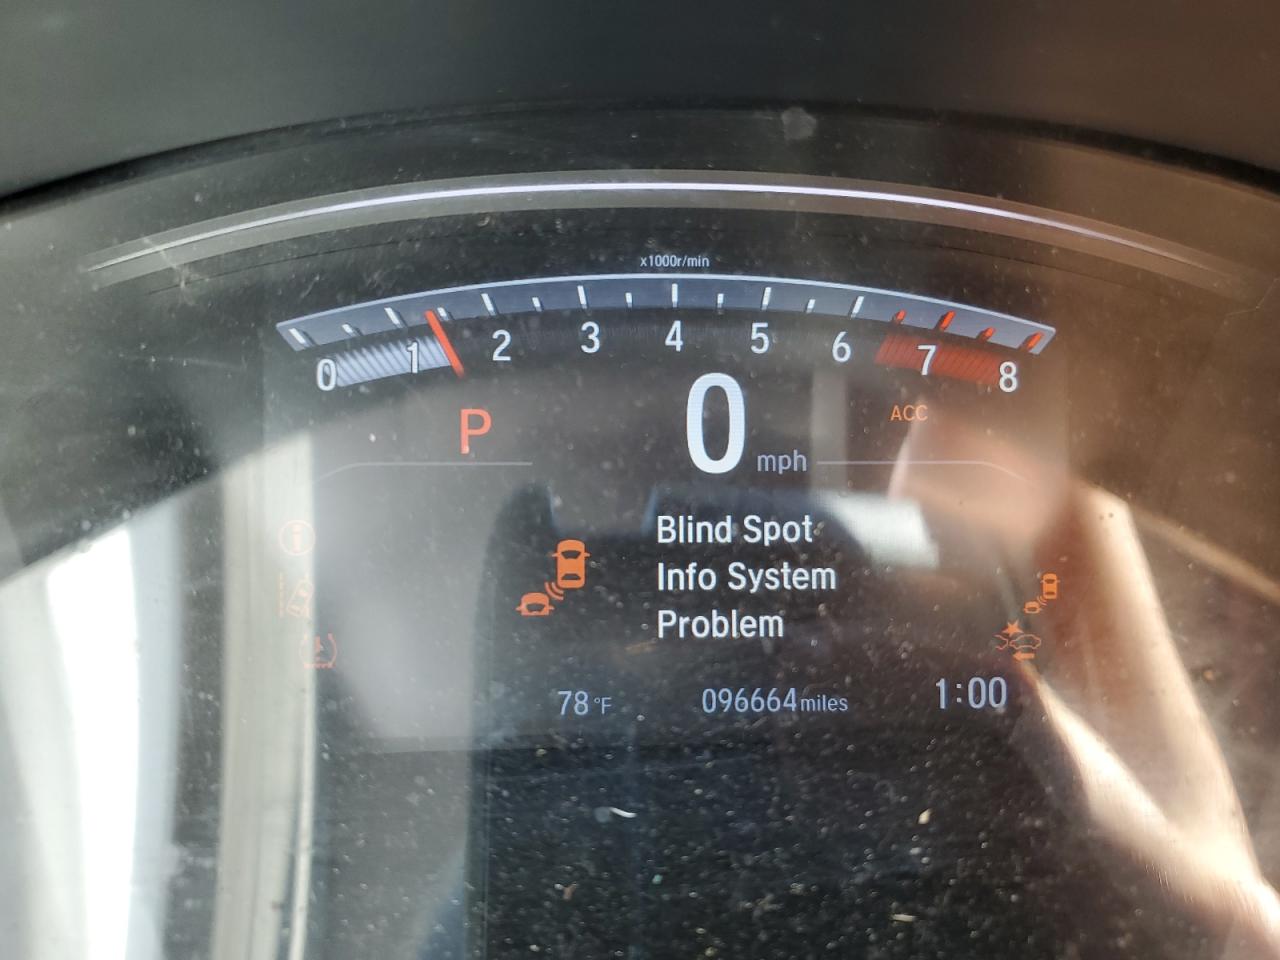 x1000r/min
0 1 2 3 4 5 6 7 8
P
0 mph
ACC
Blind Spot
Info System
Problem
78°F 096664 miles 1:00